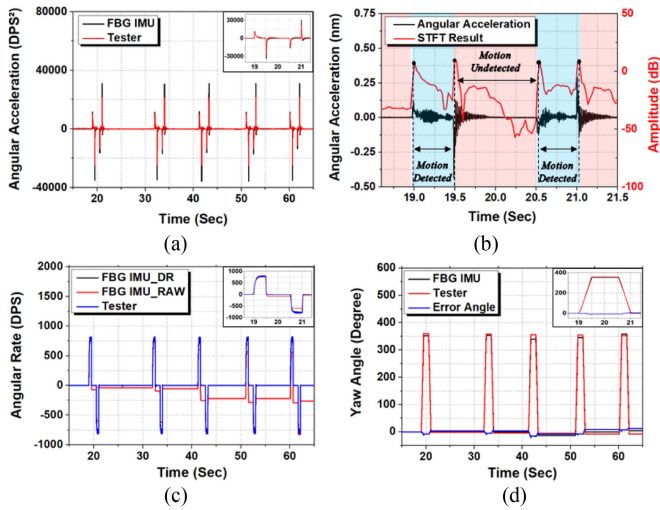 80000
40000
0
-40000
Angular Acceleration (DPS²)
FBG IMU
Tester
30000
0
-30000
19 20 21
20 30 40 50 60
Time (Sec)
(a)
0.75
0.50
0.25
0.00
-0.25
-0.50
Angular Acceleration (nm)
Angular Acceleration
STFT Result
Motion
Undetected
Motion
Detected
Motion
Detected
50
0
-50
-100
Amplitude (dB)
19.0 19.5 20.0 20.5 21.0 21.5
Time (Sec)
(b)
2000
1500
1000
500
0
-500
-1000
Angular Rate (DPS)
FBG IMU_DR
FBG IMU_RAW
Tester
1000
500
0
-500
-1000
19 20 21
20 30 40 50 60
Time (Sec)
(c)
600
500
400
300
200
100
0
Yaw Angle (Degree)
FBG IMU
Tester
Error Angle
400
200
0
19 20 21
20 30 40 50 60
Time (Sec)
(d)